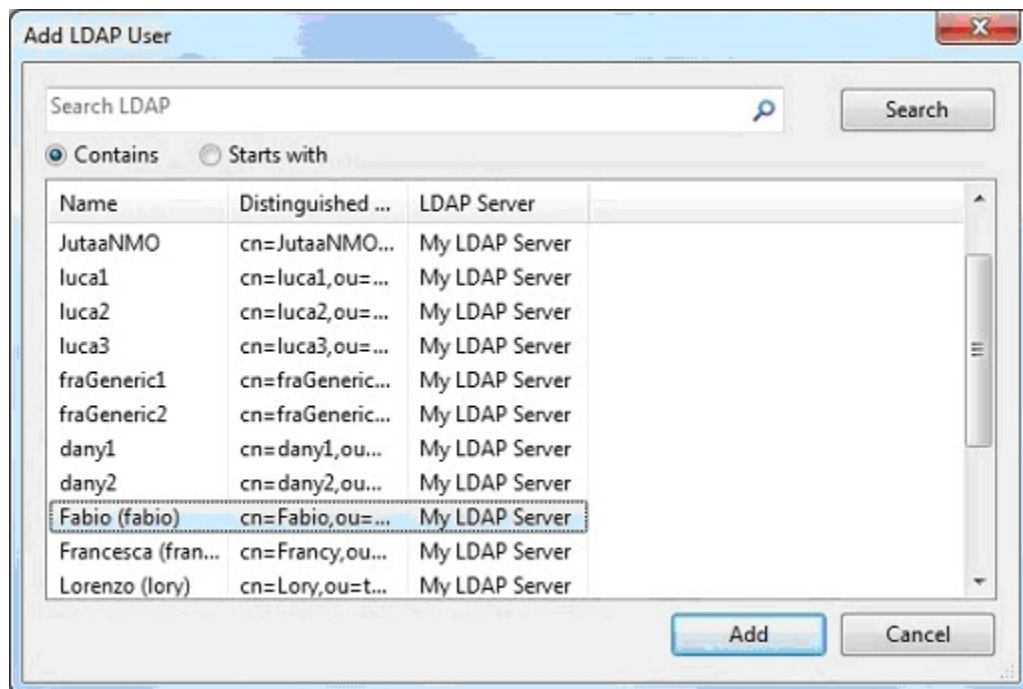 Add LDAP User
Search LDAP Search
Contains Starts with
Name Distinguished ... LDAP Server
JutaaNMO cn=JutaaNMO... My LDAP Server
luca1 cn=luca1,ou=... My LDAP Server
luca2 cn=luca2,ou=... My LDAP Server
luca3 cn=luca3,ou=... My LDAP Server
fraGeneric1 cn=fraGeneric... My LDAP Server
fraGeneric2 cn=fraGeneric... My LDAP Server
dany1 cn=dany1,ou... My LDAP Server
dany2 cn=dany2,ou... My LDAP Server
Fabio (fabio) cn=Fabio,ou=... My LDAP Server
Francesca (fran... cn=Francy,ou... My LDAP Server
Lorenzo (lory) cn=Lory,ou=t... My LDAP Server
Add Cancel